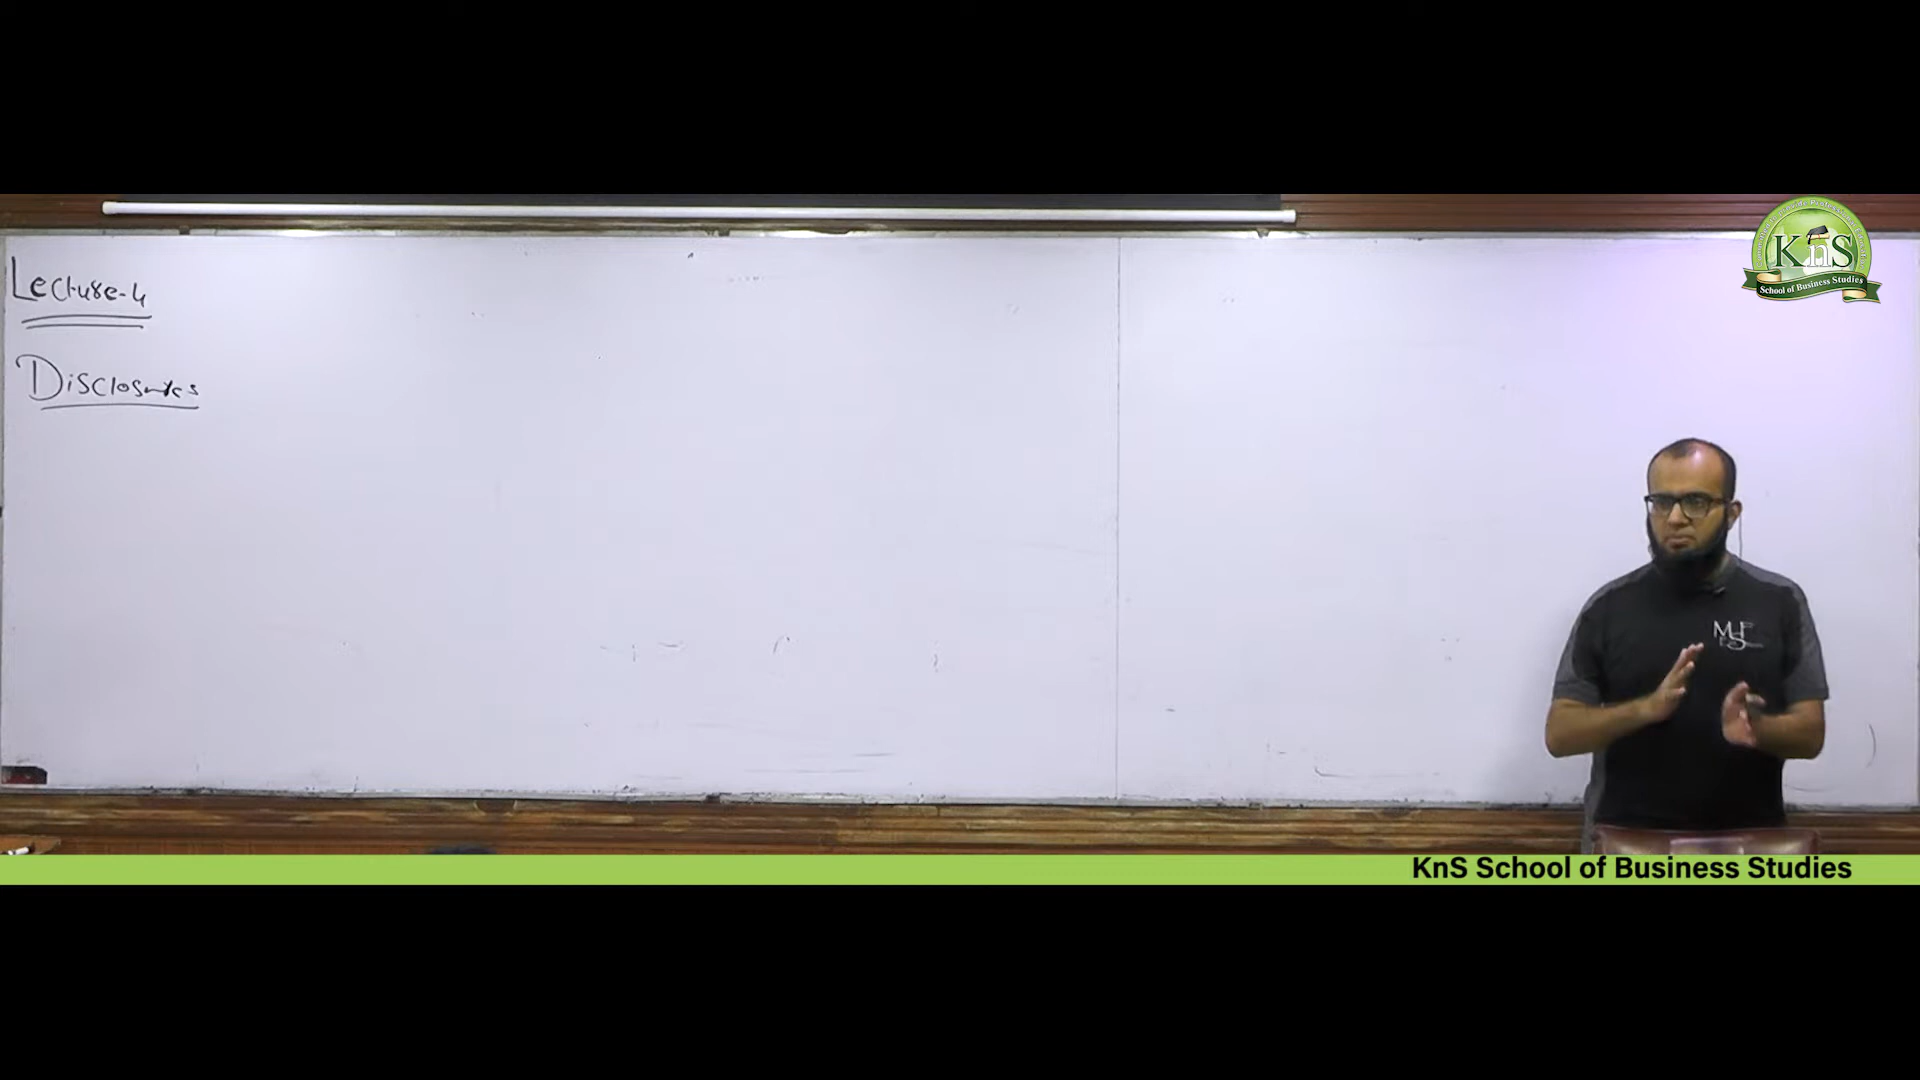 Lecture-4
Disclosures
KnS
School of Business Studies
KnS School of Business Studies